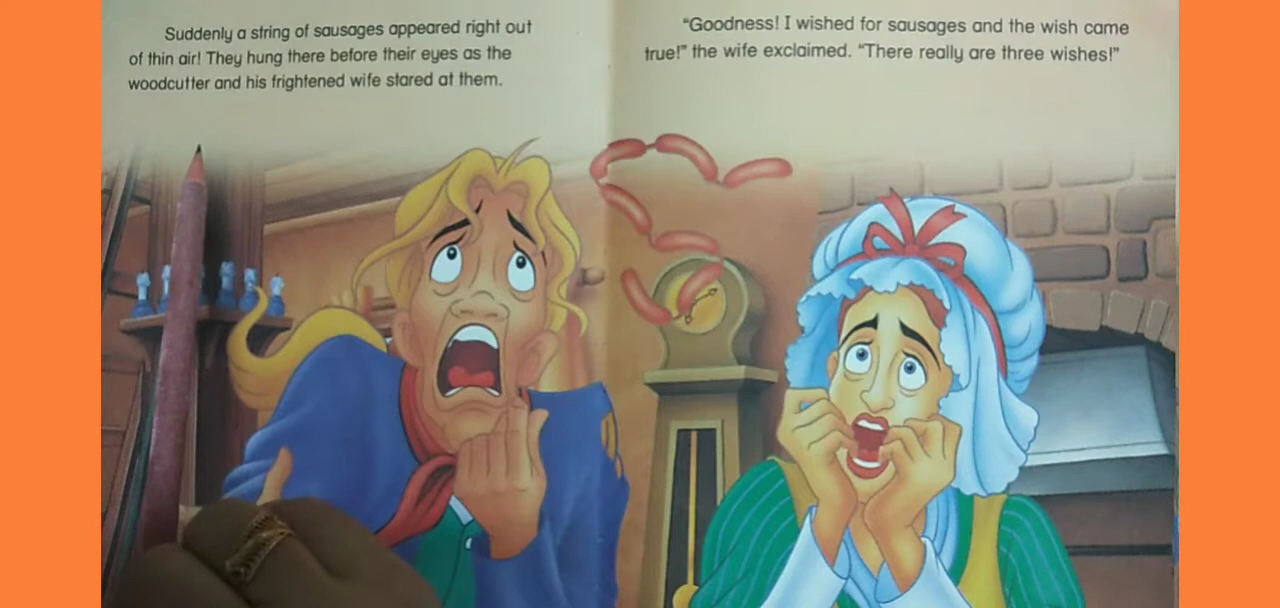 Suddenly a string of sausages appeared right out
of thin air! They hung there before their eyes as the
woodcutter and his frightened wife stared at them.
“Goodness! I wished for sausages and the wish came
true!” the wife exclaimed. “There really are three wishes!”